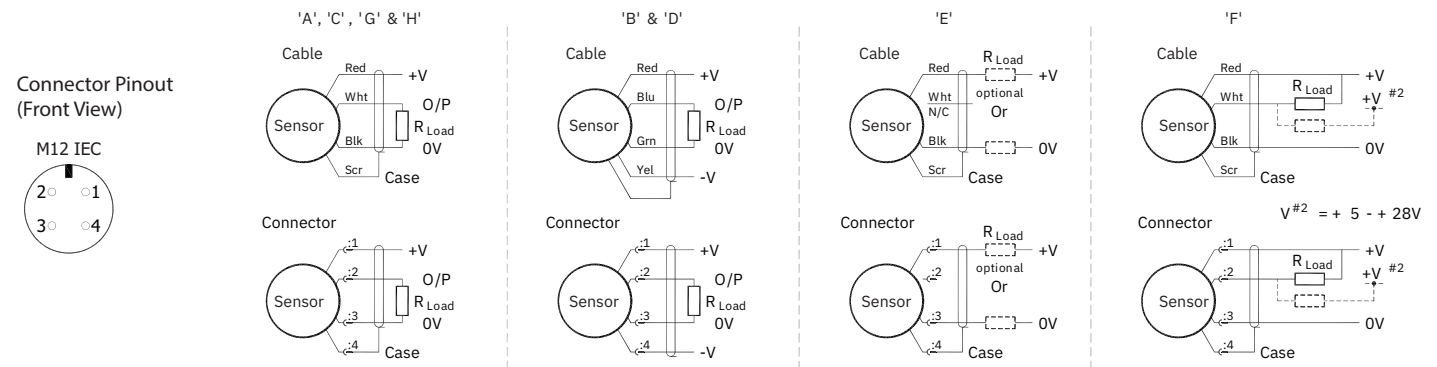 'A', 'C' , 'G' & 'H'
'B' & 'D'
'E'
'F'
Connector Pinout
(Front View)
M12 IEC
2
1
3
4
Cable
Red
+V
Wht
O/P
Sensor
R Load
Blk
0V
Scr
Case
Cable
Red
+V
Blu
O/P
Sensor
R Load
Grn
0V
Yel
-V
Cable
R Load
Red
+V
optional
Wht
N/C
Or
Sensor
Blk
0V
Scr
Case
Cable
Red
+V
R Load
+V #2
Wht
Sensor
Blk
0V
Scr
Case
V#2 = + 5 - + 28V
Connector
:1
+V
:2
O/P
Sensor
R Load
:3
0V
:4
Case
Connector
:1
+V
:2
O/P
Sensor
R Load
:3
0V
:4
-V
Connector
R Load
:1
+V
optional
:2
Or
Sensor
:3
0V
:4
Case
Connector
:1
+V
R Load
+V #2
:2
Sensor
:3
0V
:4
Case